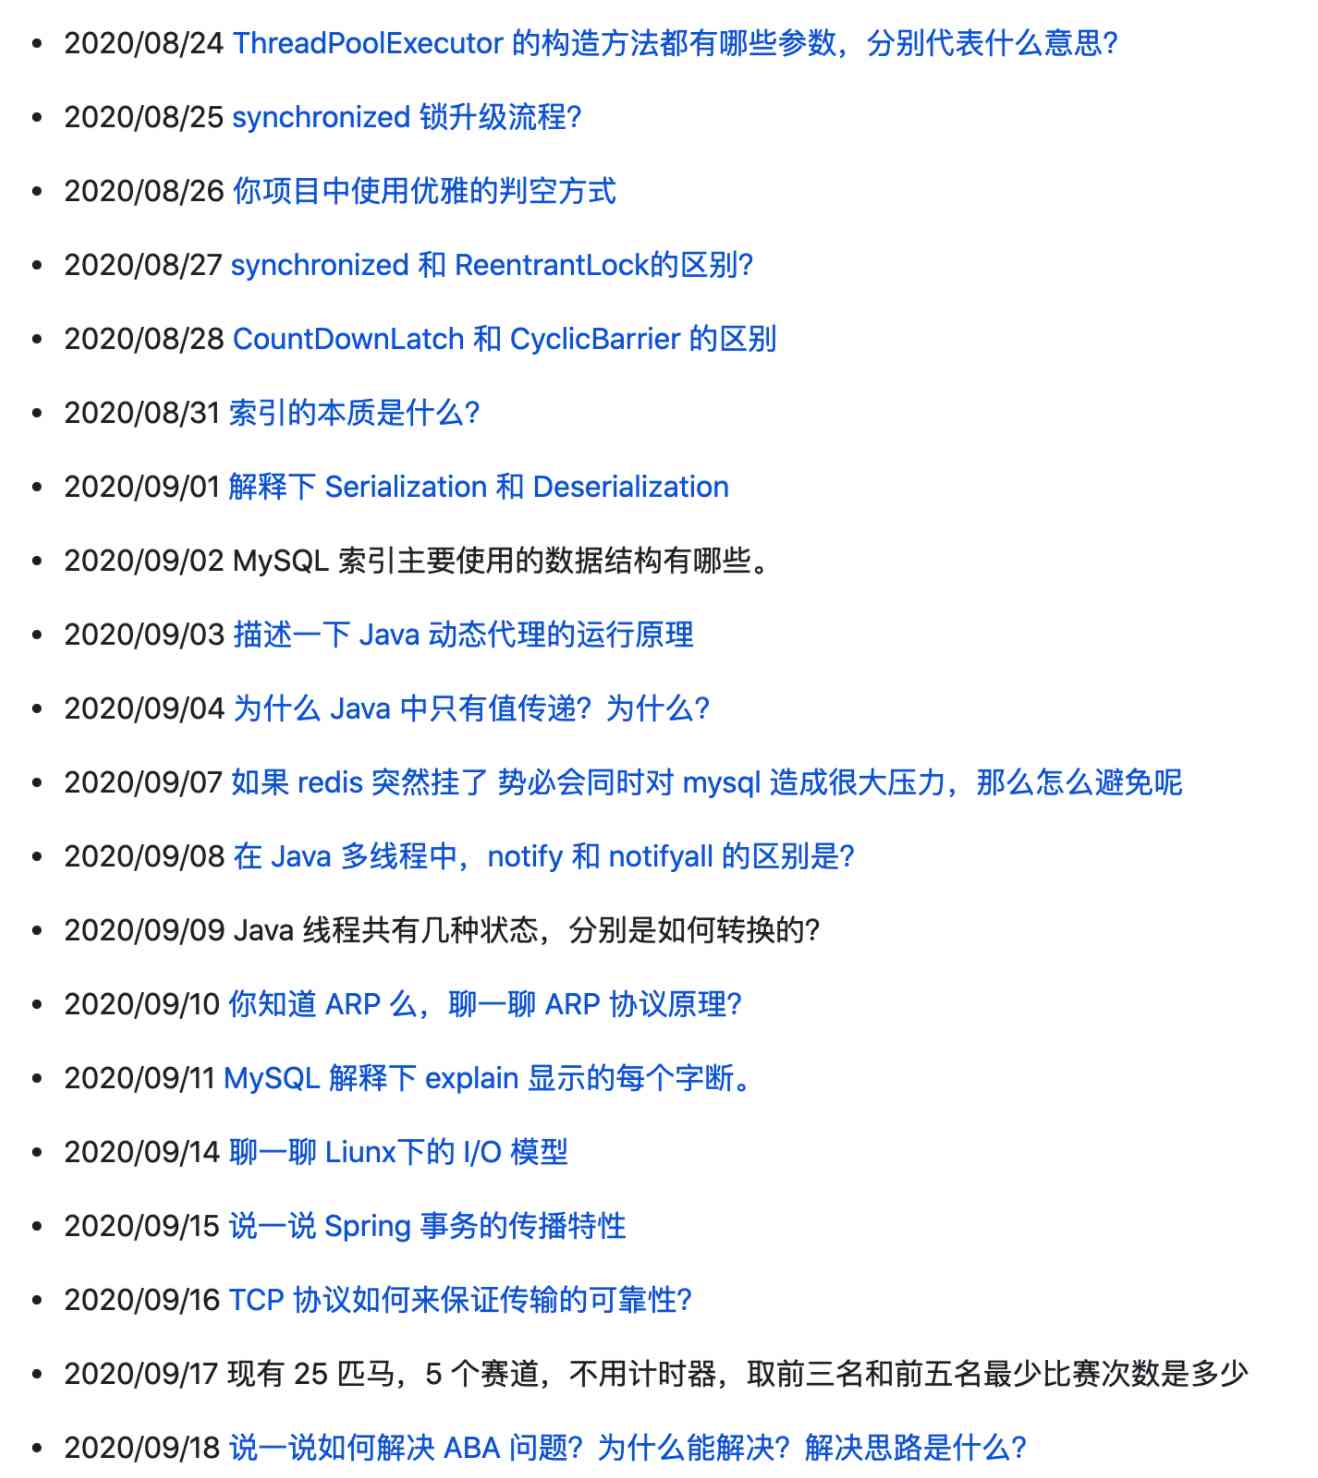 • 2020/08/24 ThreadPoolExecutor 的构造方法都有哪些参数，分别代表什么意思？
• 2020/08/25 synchronized 锁升级流程？
• 2020/08/26 你项目中使用优雅的判空方式
• 2020/08/27 synchronized 和 ReentrantLock的区别?
• 2020/08/28 CountDownLatch 和 CyclicBarrier 的区别
• 2020/08/31 索引的本质是什么？
• 2020/09/01 解释下 Serialization 和 Deserialization
• 2020/09/02 MySQL 索引主要使用的数据结构有哪些。
• 2020/09/03 描述一下 Java 动态代理的运行原理
• 2020/09/04 为什么 Java 中只有值传递？为什么？
• 2020/09/07 如果 redis 突然挂了 势必会同时对 mysql 造成很大压力，那么怎么避免呢
• 2020/09/08 在 Java 多线程中，notify 和 notifyall 的区别是？
• 2020/09/09 Java 线程共有几种状态，分别是如何转换的？
• 2020/09/10 你知道 ARP 么，聊一聊 ARP 协议原理？
• 2020/09/11 MySQL 解释下 explain 显示的每个字断。
• 2020/09/14 聊一聊 Liunx下的 I/O 模型
• 2020/09/15 说一说 Spring 事务的传播特性
• 2020/09/16 TCP 协议如何来保证传输的可靠性？
• 2020/09/17 现有 25 匹马，5 个赛道，不用计时器，取前三名和前五名最少比赛次数是多少
• 2020/09/18 说一说如何解决 ABA 问题？为什么能解决？解决思路是什么？